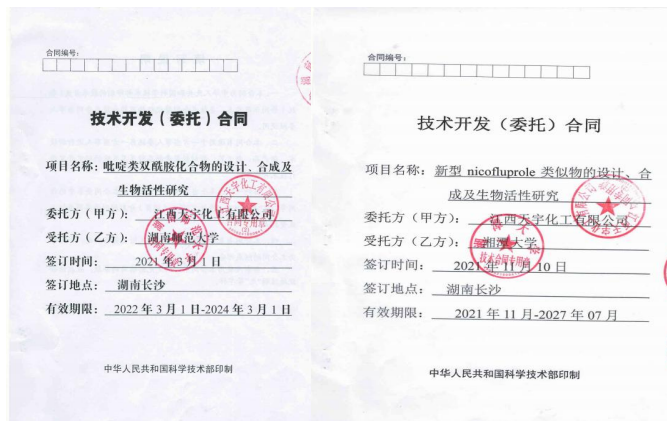 合同编号:
技术开发（委托）合同
项目名称: 吡啶类双酰胺化合物的设计、合成及
生物活性研究
委托方（甲方）: 江西天宇化工有限公司
受托方（乙方）: 湖南师范大学
签订时间: 2021年3月1日
签订地点: 湖南长沙
有效期限: 2022年3月1日-2024年3月1日
中华人民共和国科学技术部印制
合同编号:
技术开发（委托）合同
项目名称: 新型 nicofluprole 类似物的设计、合
成及生物活性研究
委托方（甲方）: 江西天宇化工有限公司
受托方（乙方）: 湘潭大学
签订时间: 2021年11月10日
签订地点: 湖南长沙
有效期限: 2021年11月-2027年07月
技术合同专用章
中华人民共和国科学技术部印制